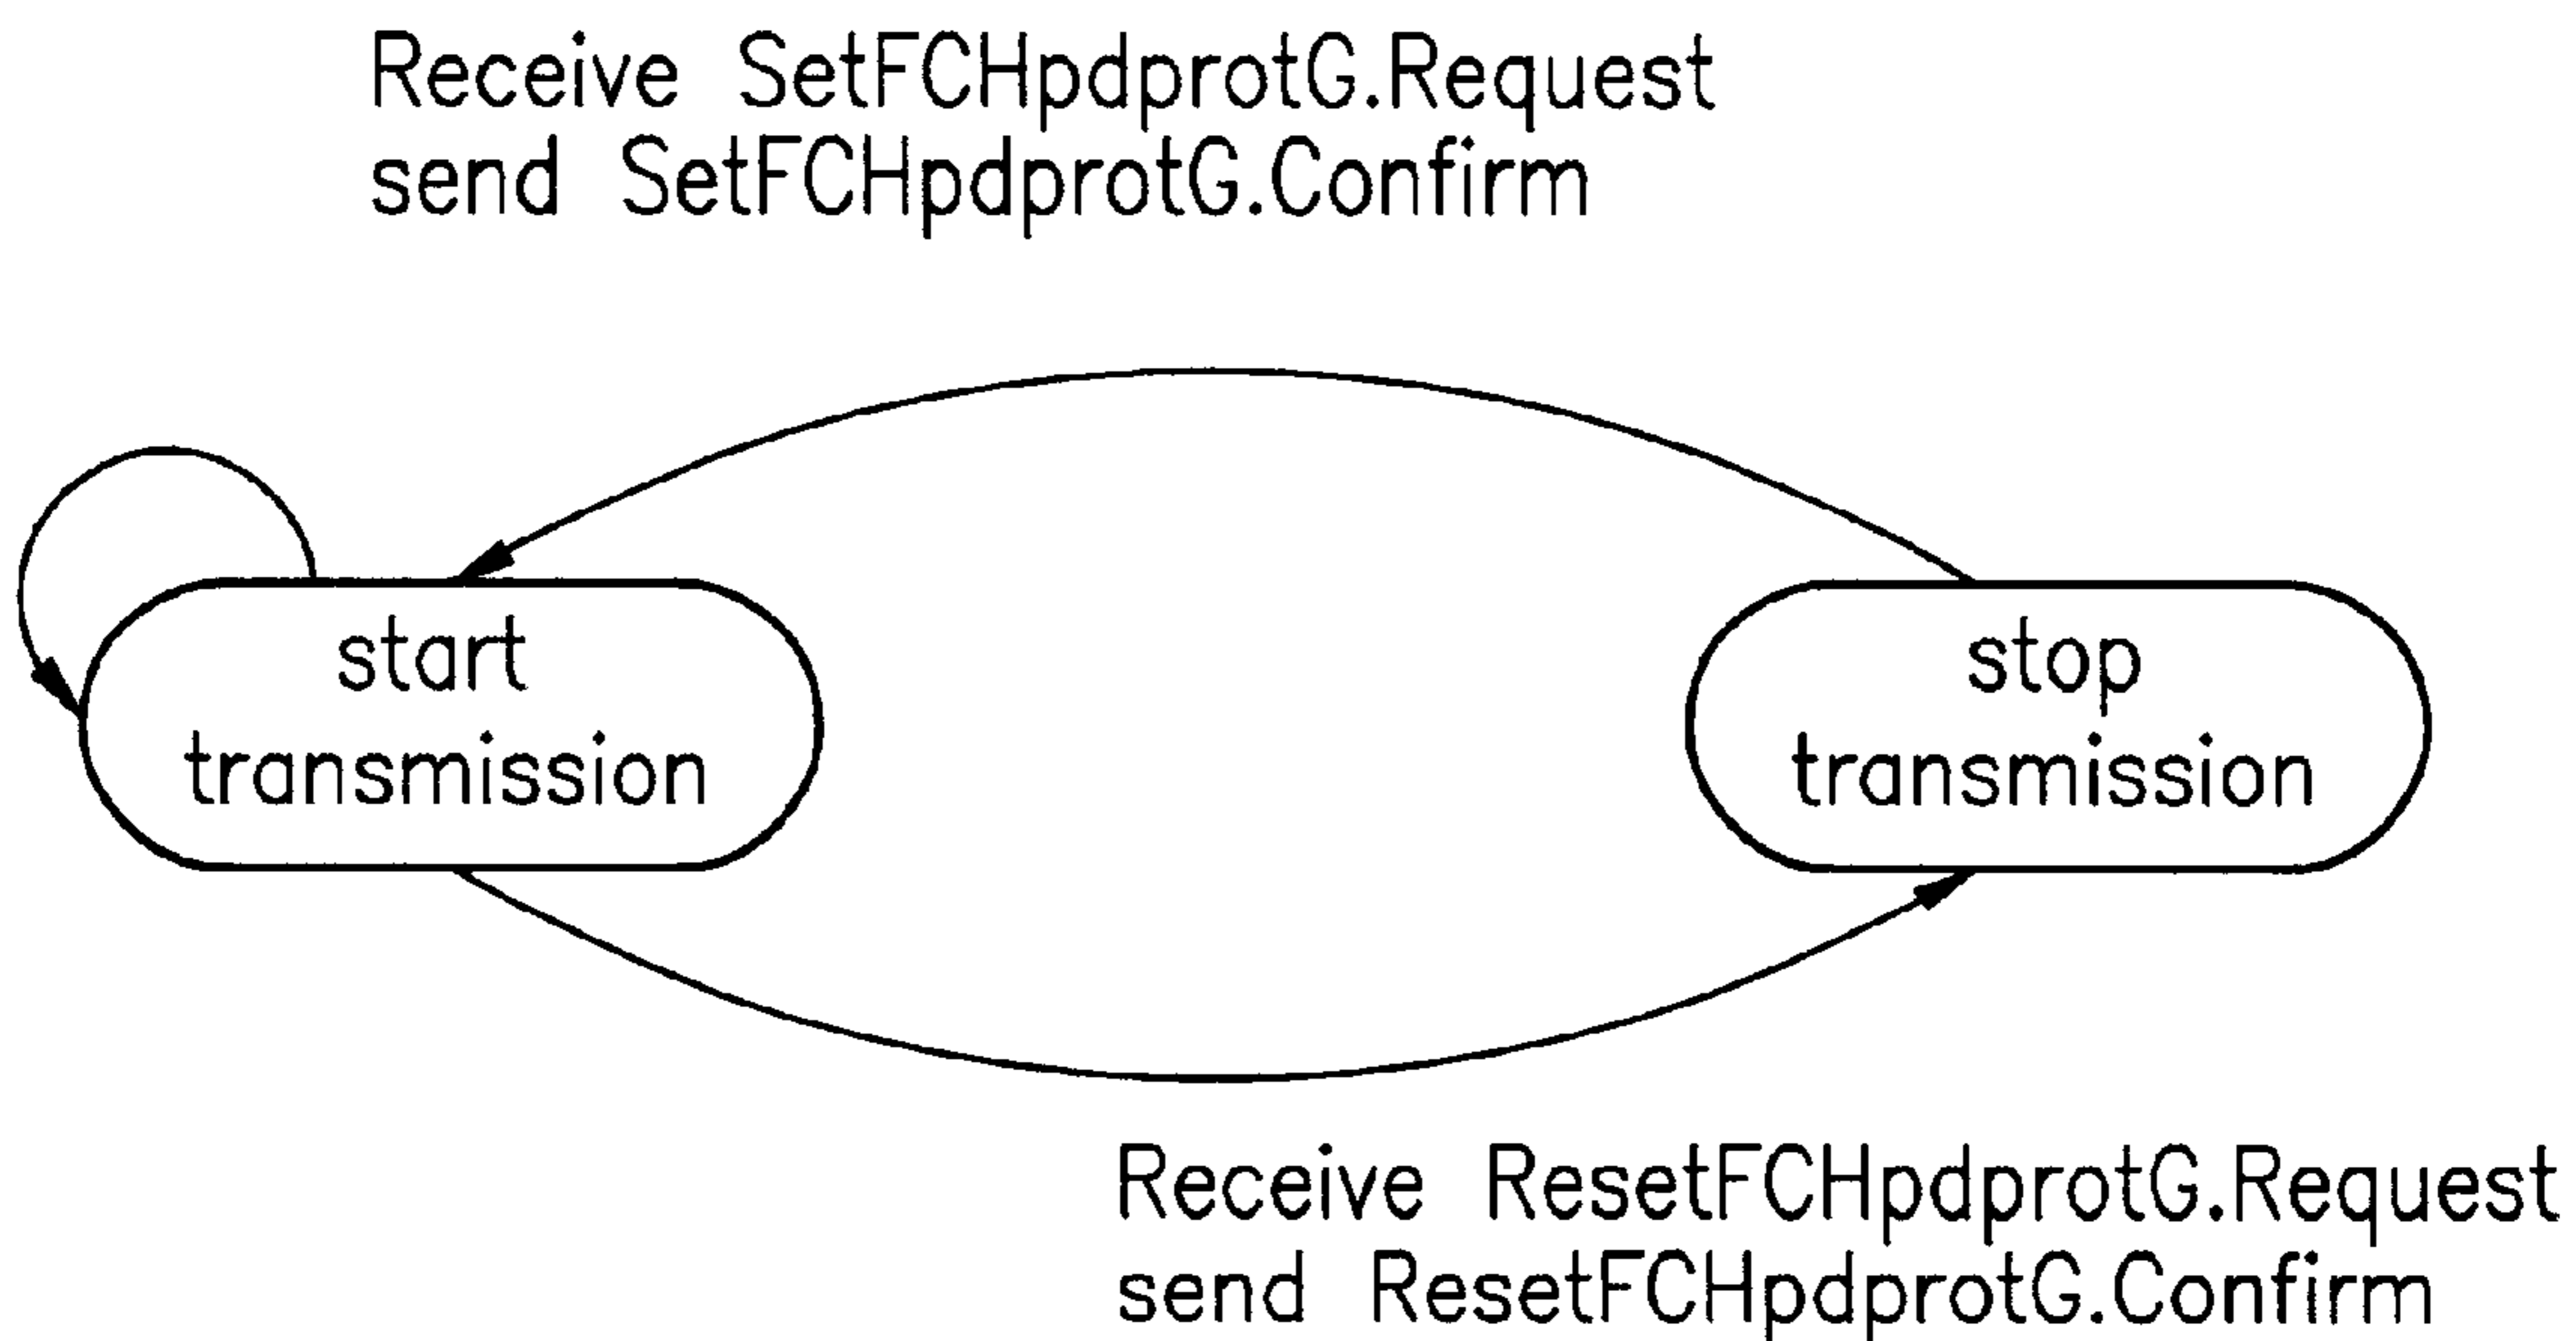 Receive SetFCHpdprotG.Request
send SetFCHpdprotG.Confirm
start
transmission
stop
transmission
Receive ResetFCHpdprotG.Request
send ResetFCHpdprotG.Confirm